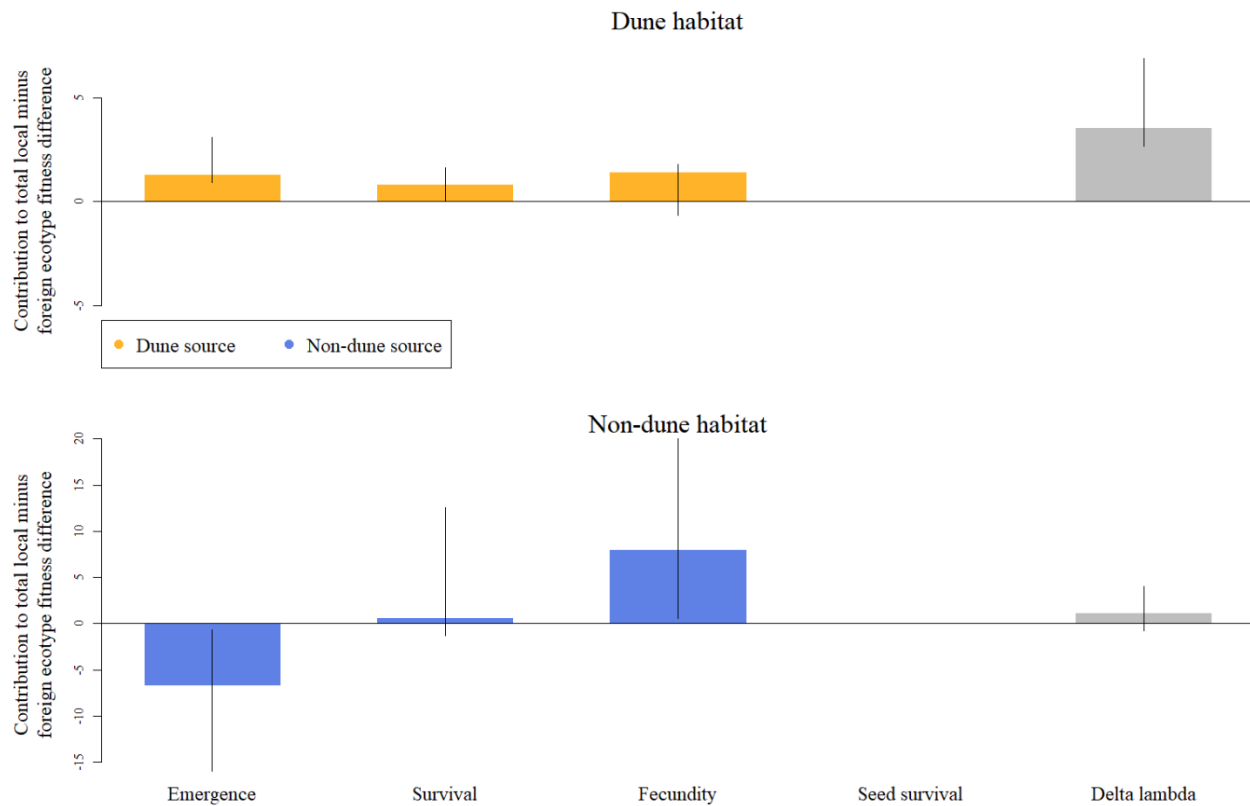 Dune habitat
Contribution to total local minus
foreign ecotype fitness difference
5
0
-5
Dune source
Non-dune source
Non-dune habitat
Contribution to total local minus
foreign ecotype fitness difference
20
15
10
5
0
-5
-10
-15
Emergence Survival Fecundity Seed survival Delta lambda